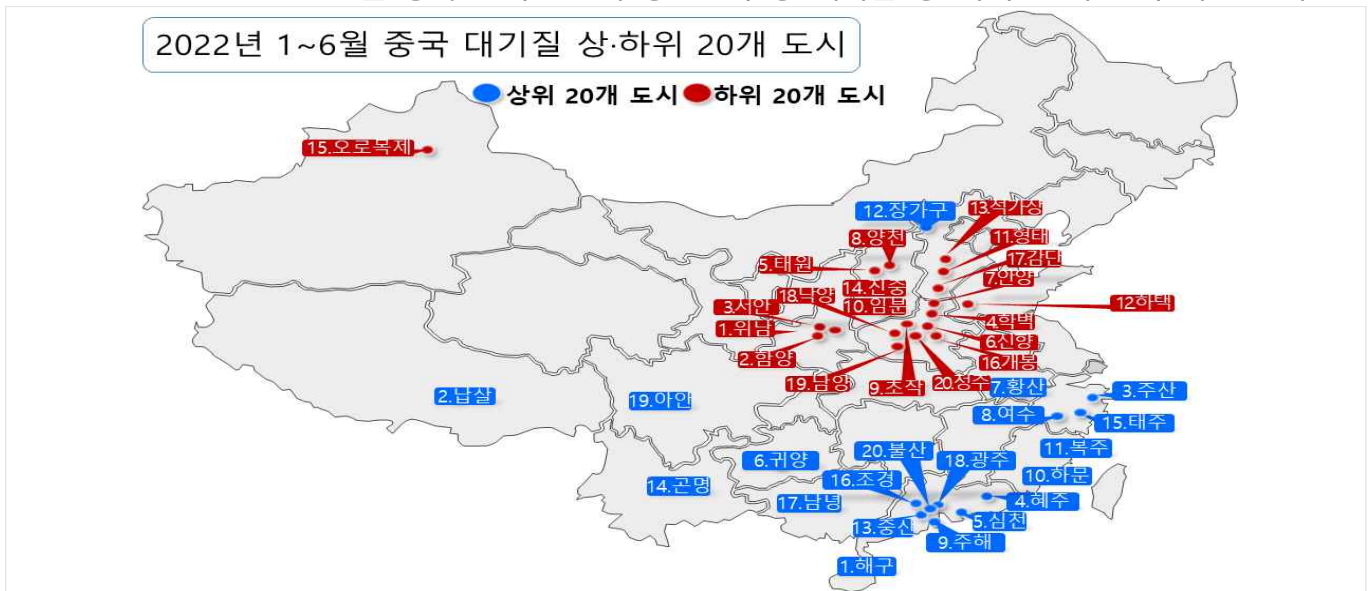 2022년 1~6월 중국 대기질 상·하위 20개 도시
상위 20개 도시 하위 20개 도시
15.오로목제
13.석가장
12.장가구
11.형태
8.양천
17.감단
5.태원
7.안양
14.진중
18.낙양
12하택
3.서안
10.임분
4.학벽
1.위남
6.신양
2.함양
16.개봉
19.남양
9.초작
20.정주
7.황산
3.주산
2.납살
19.아안
8.여수
15.태주
11.복주
20.불산
18.광주
6.귀양
10.하문
16.조경
14.곤명
4.혜주
17.남녕
5.심천
13.중산
9.주해
1.해구